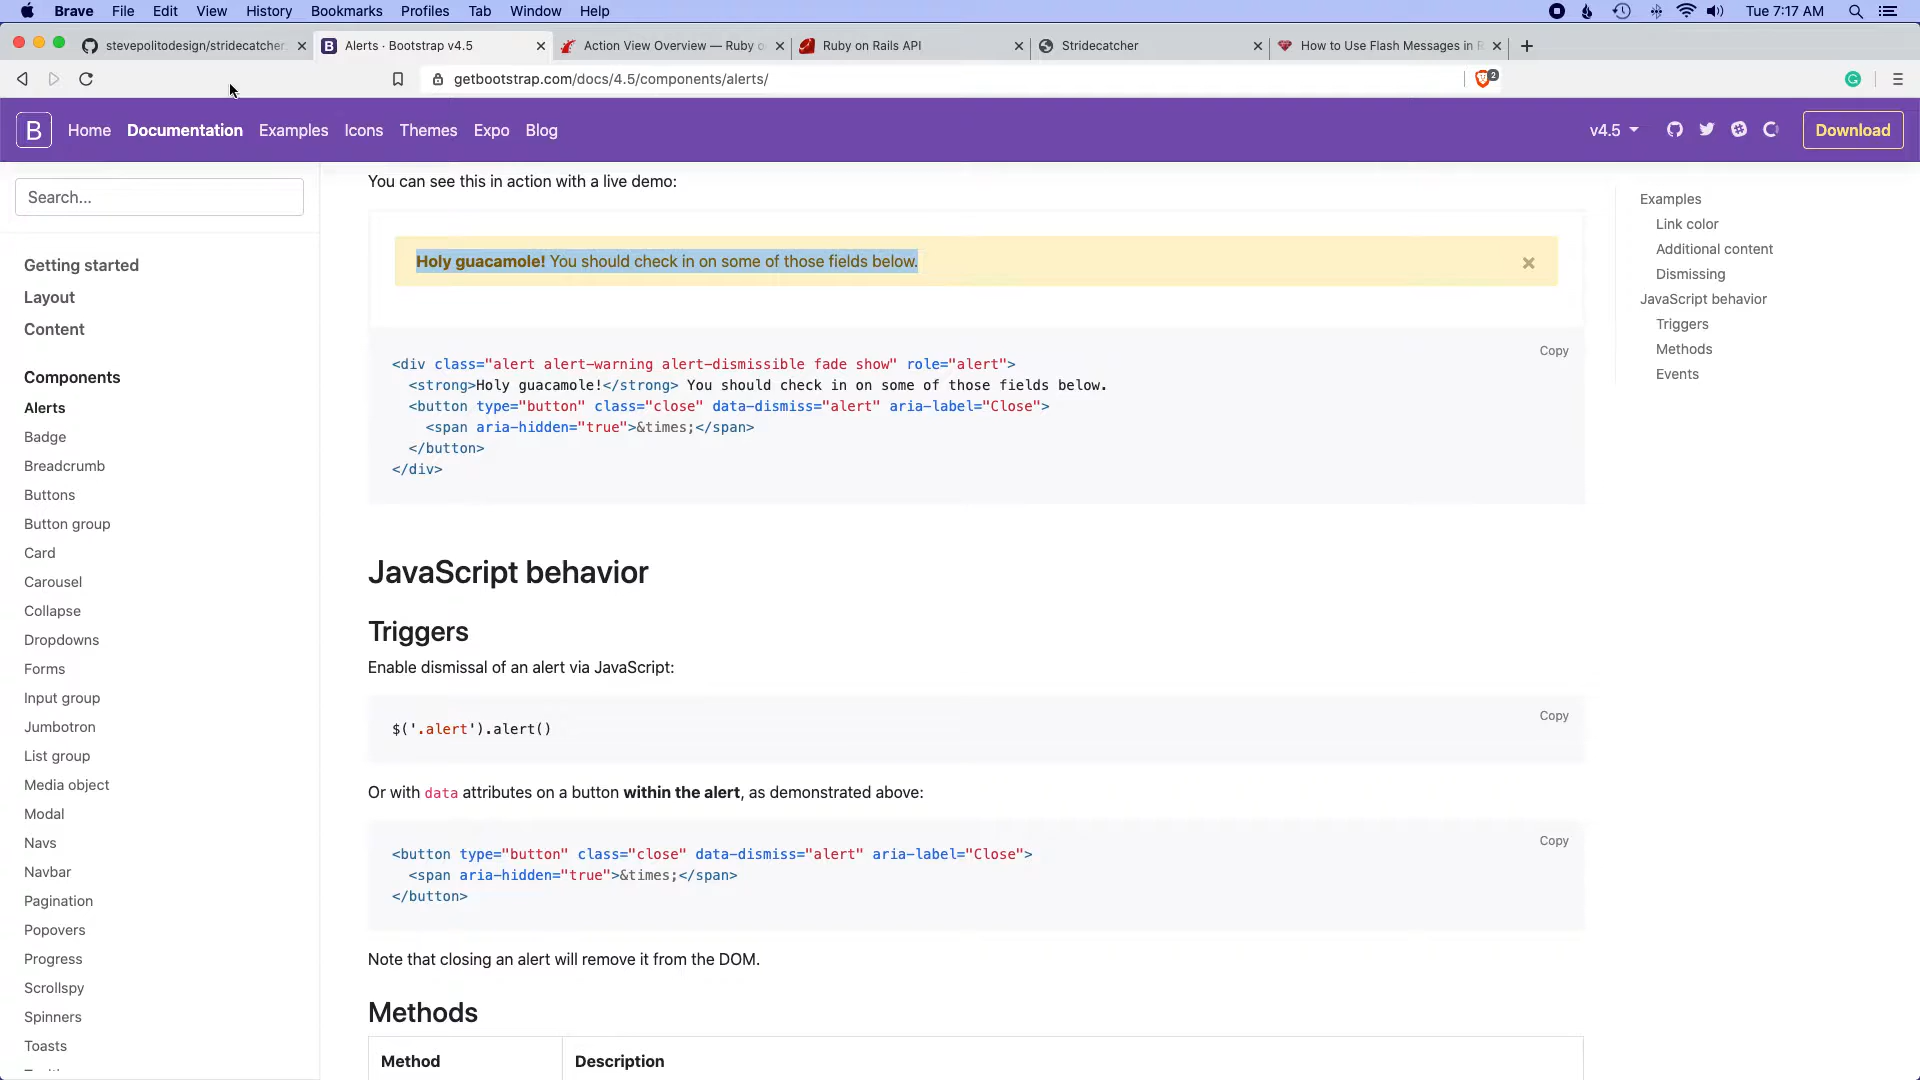 Brave File Edit View History Bookmarks Profiles Tab Window Help Tue 7:17 AM
stevepolitodesign/stridecatcher Alerts · Bootstrap v4.5 Action View Overview — Ruby o Ruby on Rails API Stridecatcher How to Use Flash Messages in R
getbootstrap.com/docs/4.5/components/alerts/ 2
B Home Documentation Examples Icons Themes Expo Blog v4.5 Download
Search...
Getting started
Layout
Content
Components
Alerts
Badge
Breadcrumb
Buttons
Button group
Card
Carousel
Collapse
Dropdowns
Forms
Input group
Jumbotron
List group
Media object
Modal
Navs
Navbar
Pagination
Popovers
Progress
Scrollspy
Spinners
Toasts
You can see this in action with a live demo:
Holy guacamole! You should check in on some of those fields below. ×
Copy
<div class="alert alert-warning alert-dismissible fade show" role="alert">
<strong>Holy guacamole!</strong> You should check in on some of those fields below.
<button type="button" class="close" data-dismiss="alert" aria-label="Close">
<span aria-hidden="true">&times;</span>
</button>
</div>
JavaScript behavior
Triggers
Enable dismissal of an alert via JavaScript:
Copy
$('.alert').alert()
Or with data attributes on a button within the alert, as demonstrated above:
Copy
<button type="button" class="close" data-dismiss="alert" aria-label="Close">
<span aria-hidden="true">&times;</span>
</button>
Note that closing an alert will remove it from the DOM.
Methods
Method Description
Examples
Link color
Additional content
Dismissing
JavaScript behavior
Triggers
Methods
Events